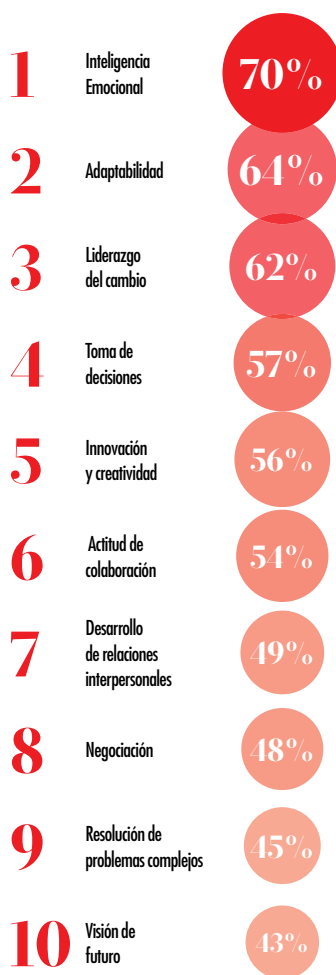 1
Inteligencia
Emocional
70%
2
Adaptabilidad
64%
3
Liderazgo
del cambio
62%
4
Toma de
decisiones
57%
5
Innovación
y creatividad
56%
6
Actitud de
colaboración
54%
7
Desarrollo
de relaciones
interpersonales
49%
8
Negociación
48%
9
Resolución de
problemas complejos
45%
10
Visión de
futuro
43%